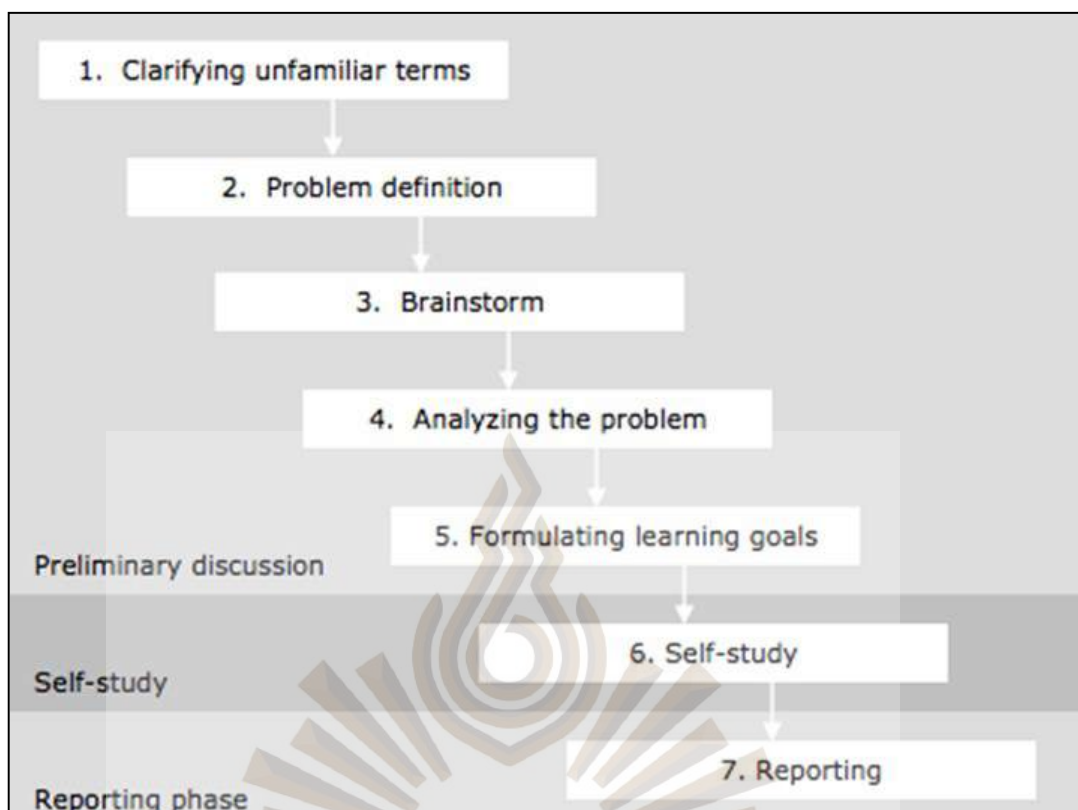 1. Clarifying unfamiliar terms
2. Problem definition
3. Brainstorm
4. Analyzing the problem
5. Formulating learning goals
Preliminary discussion
6. Self-study
Self-study
7. Reporting
Reporting phase